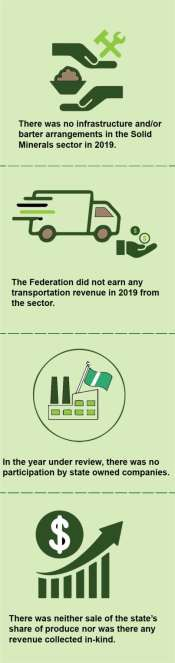 There was no infrastructure and/or
barter arrangements in the Solid
Minerals sector in 2019.
$
$
The Federation did not earn any
transportation revenue in 2019 from
the sector.
In the year under review, there was no
participation by state owned companies.
$
There was neither sale of the state's
share of produce nor was there any
revenue collected in-kind.